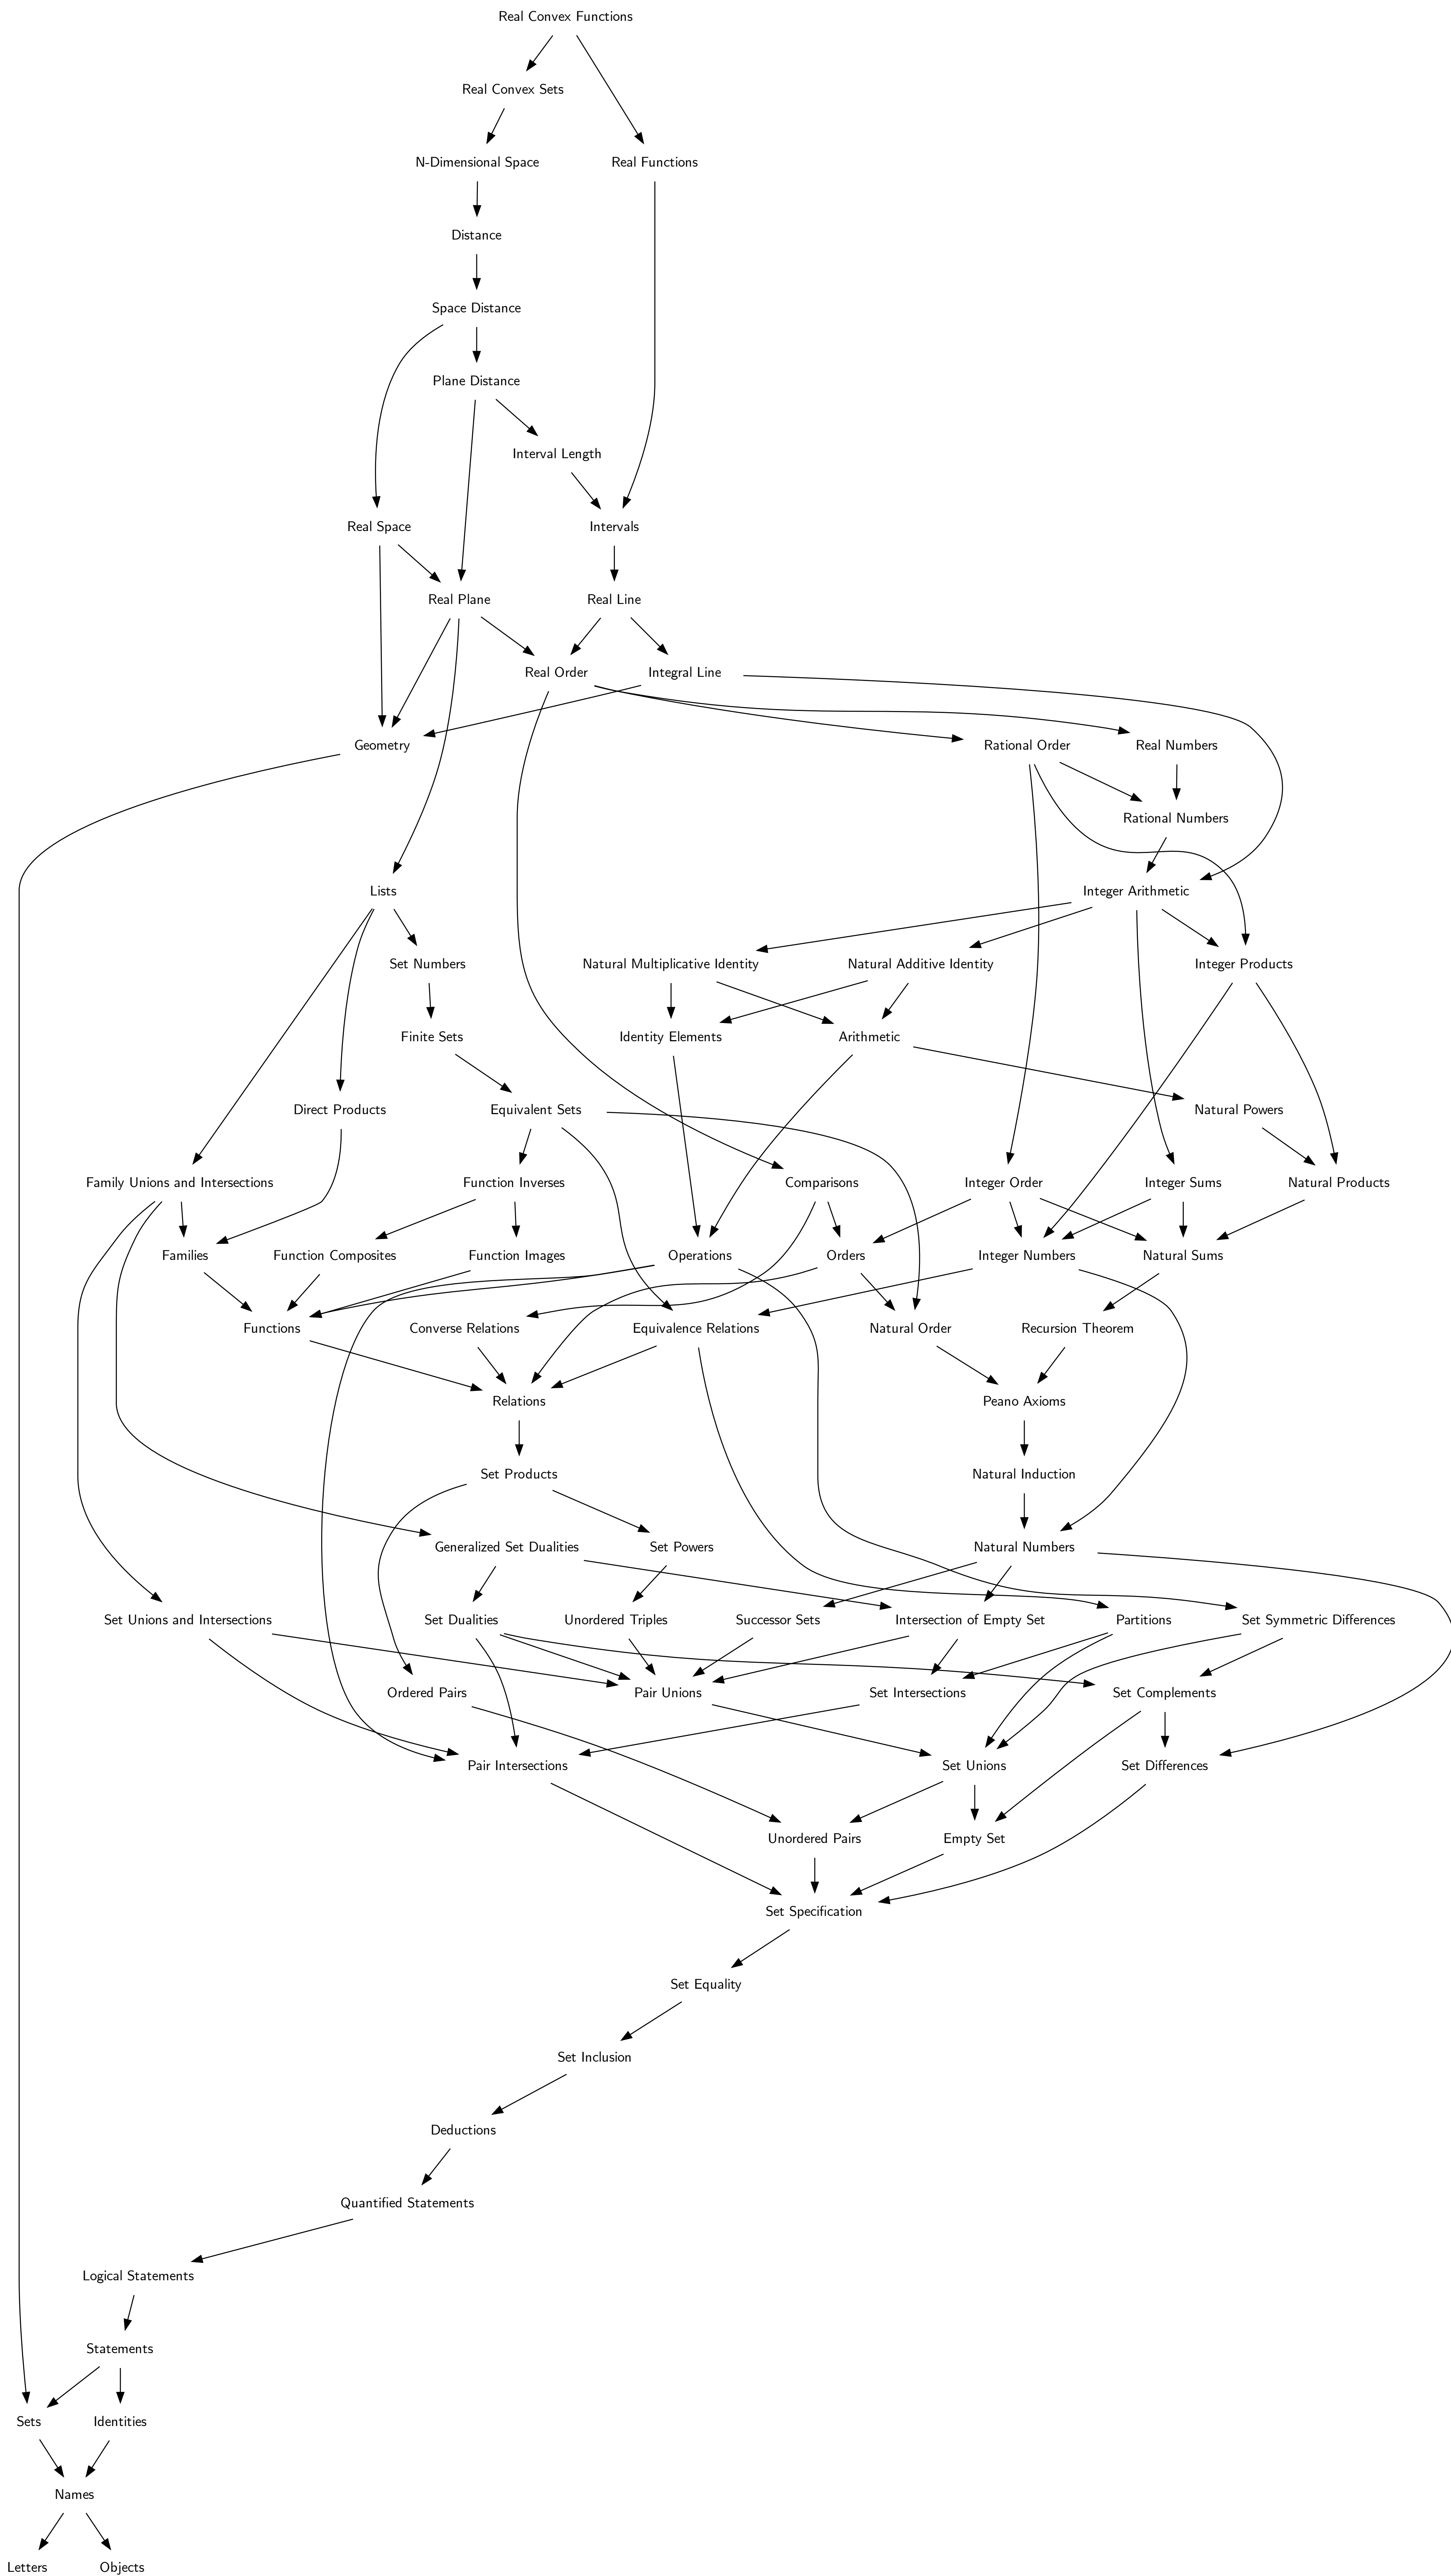 Real Convex Functions
Real Convex Sets
N-Dimensional Space
Real Functions
Distance
Space Distance
Plane Distance
Interval Length
Real Space
Intervals
Real Plane
Real Line
Real Order
Integral Line
Geometry
Rational Order
Real Numbers
Rational Numbers
Lists
Integer Arithmetic
Set Numbers
Natural Multiplicative Identity
Natural Additive Identity
Integer Products
Finite Sets
Identity Elements
Arithmetic
Direct Products
Equivalent Sets
Natural Powers
Family Unions and Intersections
Function Inverses
Comparisons
Integer Order
Integer Sums
Natural Products
Families
Function Composites
Function Images
Operations
Orders
Integer Numbers
Natural Sums
Functions
Converse Relations
Equivalence Relations
Natural Order
Recursion Theorem
Relations
Peano Axioms
Set Products
Natural Induction
Generalized Set Dualities
Set Powers
Natural Numbers
Set Unions and Intersections
Set Dualities
Unordered Triples
Successor Sets
Intersection of Empty Set
Partitions
Set Symmetric Differences
Ordered Pairs
Pair Unions
Set Intersections
Set Complements
Pair Intersections
Set Unions
Set Differences
Unordered Pairs
Empty Set
Set Specification
Set Equality
Set Inclusion
Deductions
Quantified Statements
Logical Statements
Statements
Sets
Identities
Names
Letters
Objects